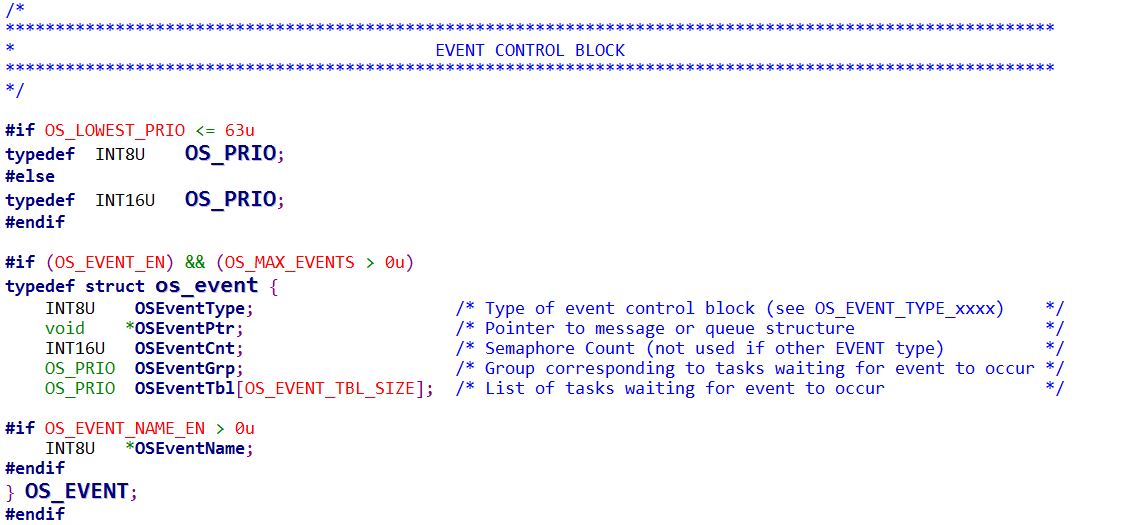 /*
*********************************************************************************************************
*                                          EVENT CONTROL BLOCK
*********************************************************************************************************
*/

#if OS_LOWEST_PRIO <= 63u
typedef  INT8U    OS_PRIO;
#else
typedef  INT16U   OS_PRIO;
#endif

#if (OS_EVENT_EN) && (OS_MAX_EVENTS > 0u)
typedef struct os_event {
    INT8U    OSEventType;                    /* Type of event control block (see OS_EVENT_TYPE_xxxx)    */
    void    *OSEventPtr;                     /* Pointer to message or queue structure                   */
    INT16U   OSEventCnt;                     /* Semaphore Count (not used if other EVENT type)          */
    OS_PRIO  OSEventGrp;                     /* Group corresponding to tasks waiting for event to occur */
    OS_PRIO  OSEventTbl[OS_EVENT_TBL_SIZE];  /* List of tasks waiting for event to occur                */

#if OS_EVENT_NAME_EN > 0u
    INT8U   *OSEventName;
#endif
} OS_EVENT;
#endif